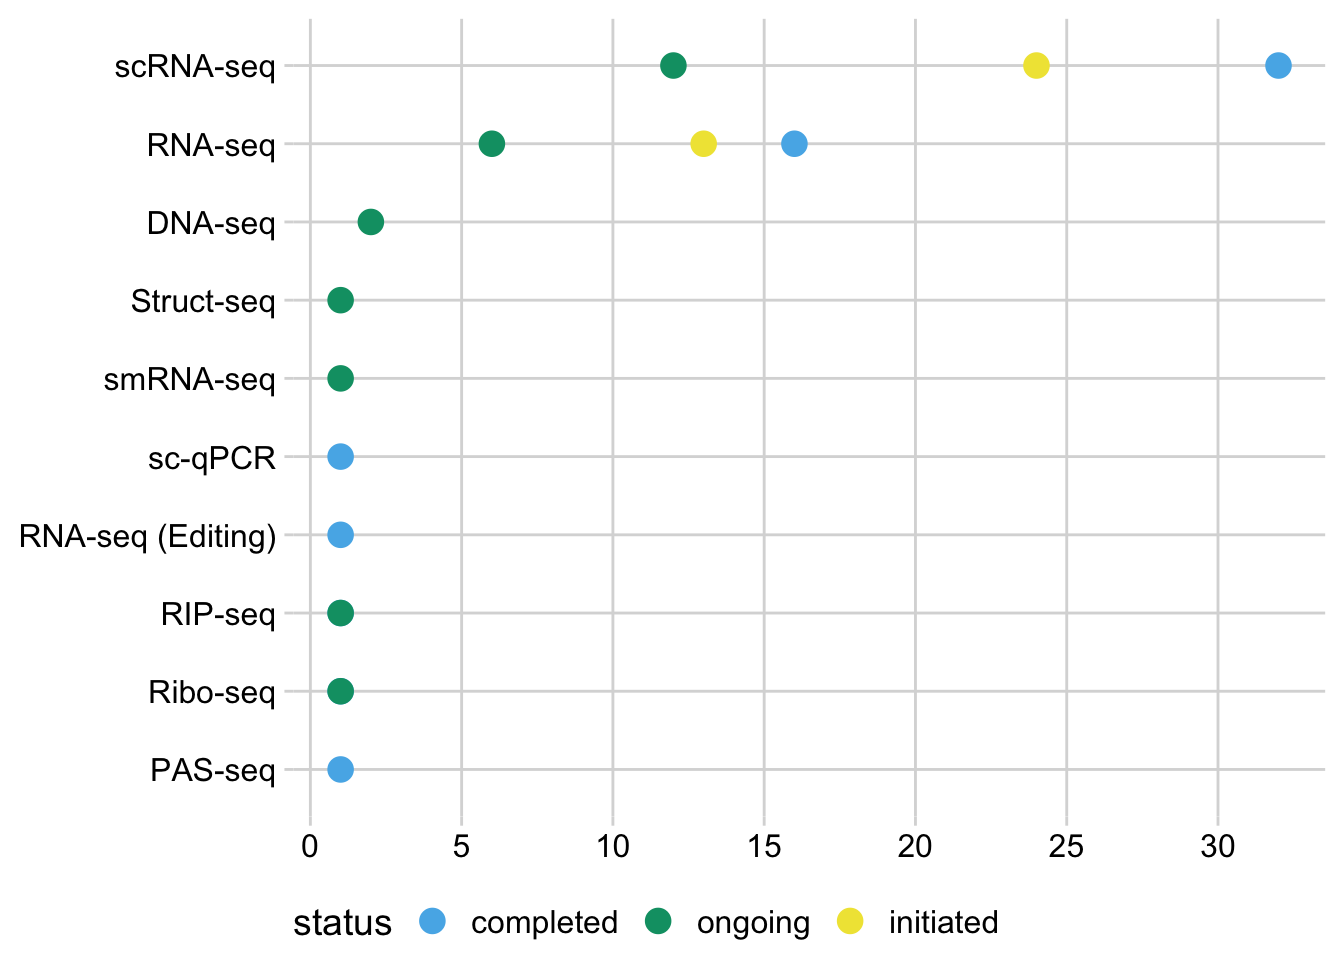 scRNA-seq
RNA-seq
DNA-seq
Struct-seq
smRNA-seq
sc-qPCR
RNA-seq (Editing)
RIP-seq
Ribo-seq
PAS-seq
0 5 10 15 20 25 30
status completed ongoing initiated